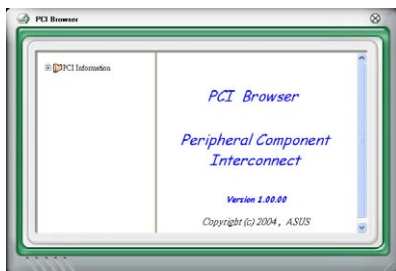 PCI Browser
PCI Information
PCI Browser
Peripheral Component
Interconnect
Version 1.00.00
Copyright (c) 2004, ASUS